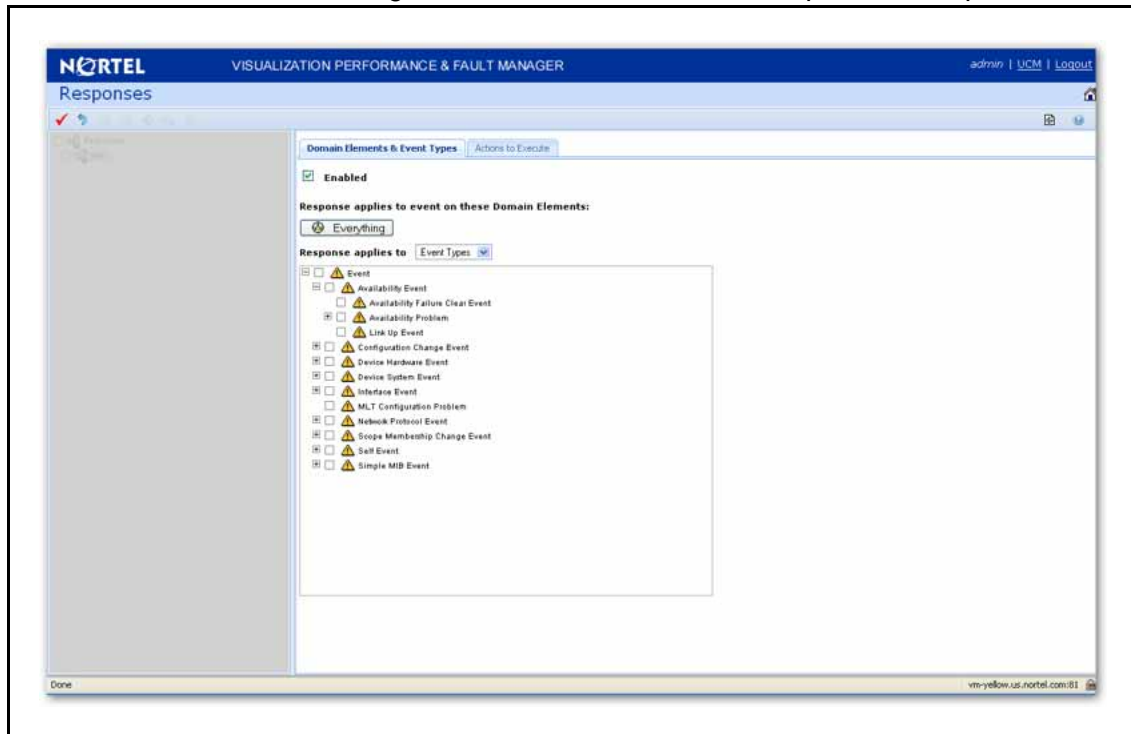 NORTEL VISUALIZATION PERFORMANCE & FAULT MANAGER admin | UCM | Logout
Responses
Domain Elements & Event Types Actions to Execute
Enabled
Response applies to event on these Domain Elements:
Everything
Response applies to Event Types
Event
Availability Event
Availability Failure Clear Event
Availability Problem
Link Up Event
Configuration Change Event
Device Hardware Event
Device System Event
Interface Event
MLT Configuration Problem
Network Protocol Event
Scope Membership Change Event
Self Event
Simple MIB Event
Done vm-yellow.us.nortel.com:81